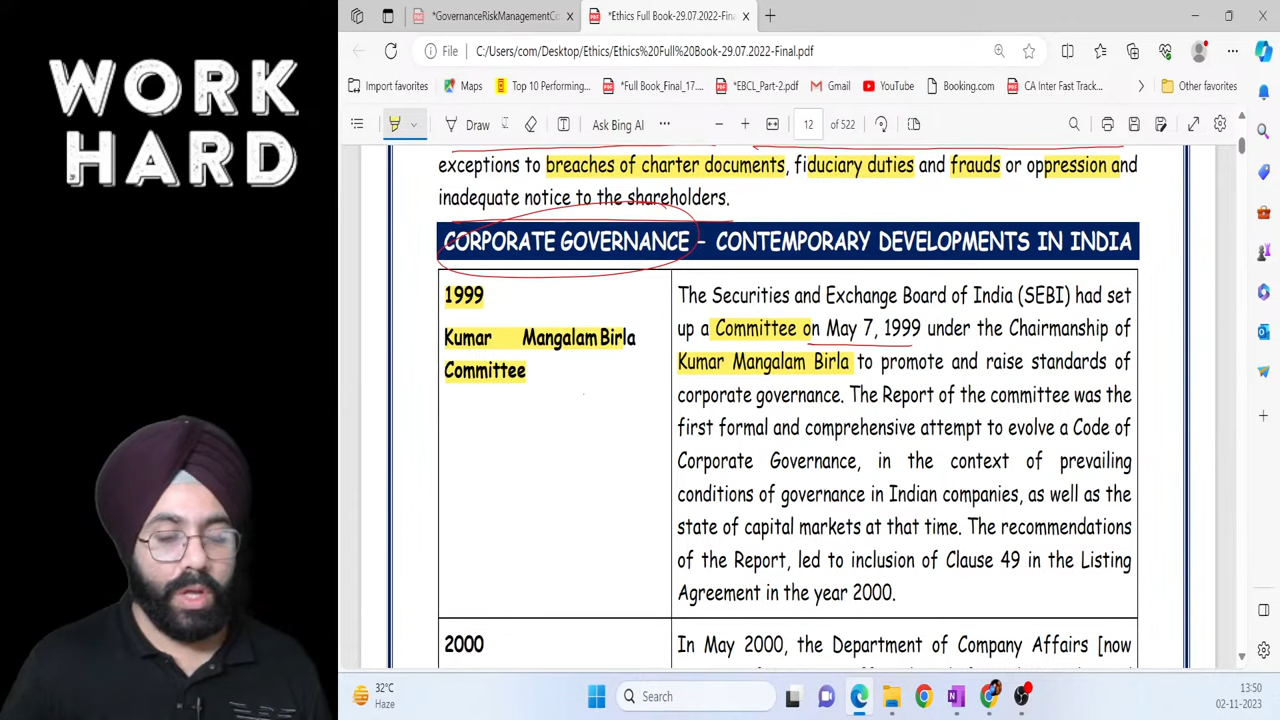 WORK
HARD
*GovernanceRiskManagementCo
*Ethics Full Book-29.07.2022-Fina
File
C:/Users/com/Desktop/Ethics/Ethics%20Full%20Book-29.07.2022-Final.pdf
Import favorites
Maps
Top 10 Performing...
*Full Book_Final_17...
*EBCL_Part-2.pdf
Gmail
YouTube
Booking.com
CA Inter Fast Track...
Other favorites
Draw
Ask Bing AI
12 of 522
exceptions to breaches of charter documents, fiduciary duties and frauds or oppression and
inadequate notice to the shareholders.
CORPORATE GOVERNANCE – CONTEMPORARY DEVELOPMENTS IN INDIA
1999
Kumar Mangalam Birla
Committee
The Securities and Exchange Board of India (SEBI) had set
up a Committee on May 7, 1999 under the Chairmanship of
Kumar Mangalam Birla to promote and raise standards of
corporate governance. The Report of the committee was the
first formal and comprehensive attempt to evolve a Code of
Corporate Governance, in the context of prevailing
conditions of governance in Indian companies, as well as the
state of capital markets at that time. The recommendations
of the Report, led to inclusion of Clause 49 in the Listing
Agreement in the year 2000.
2000
In May 2000, the Department of Company Affairs [now
32°C
Haze
Search
13:50
02-11-2023